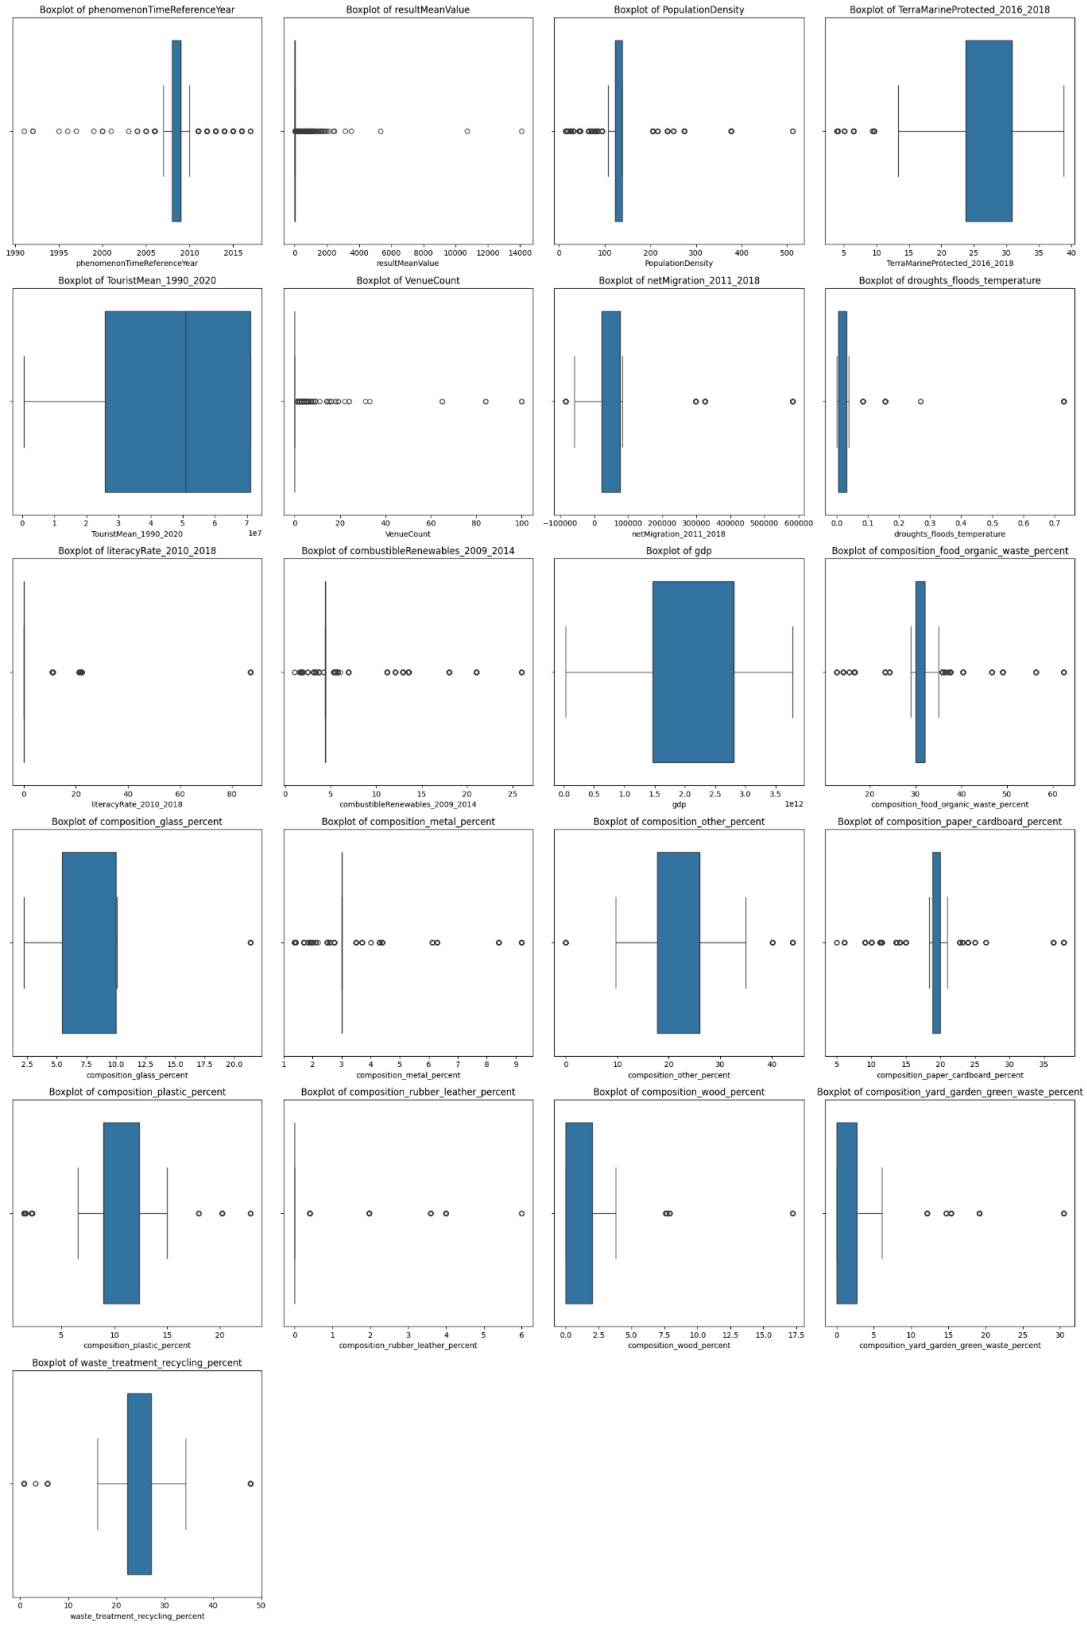 Boxplot of phenomenonTimeReferenceYear
1990 1995 2000 2005 2010 2015
phenomenonTimeReferenceYear
Boxplot of resultMeanValue
0 2000 4000 6000 8000 10000 12000 14000
resultMeanValue
Boxplot of PopulationDensity
0 100 200 300 400 500
PopulationDensity
Boxplot of TerraMarineProtected_2016_2018
5 10 15 20 25 30 35 40
TerraMarineProtected_2016_2018
Boxplot of TouristMean_1990_2020
0 1 2 3 4 5 6 7
1e7
TouristMean_1990_2020
Boxplot of VenueCount
0 20 40 60 80 100
VenueCount
Boxplot of netMigration_2011_2018
−100000 0 100000 200000 300000 400000 500000 600000
netMigration_2011_2018
Boxplot of droughts_floods_temperature
0.0 0.1 0.2 0.3 0.4 0.5 0.6 0.7
droughts_floods_temperature
Boxplot of literacyRate_2010_2018
0 20 40 60 80
literacyRate_2010_2018
Boxplot of combustibleRenewables_2009_2014
0 5 10 15 20 25
combustibleRenewables_2009_2014
Boxplot of gdp
0.0 0.5 1.0 1.5 2.0 2.5 3.0 3.5
1e12
gdp
Boxplot of composition_food_organic_waste_percent
20 30 40 50 60
composition_food_organic_waste_percent
Boxplot of composition_glass_percent
2.5 5.0 7.5 10.0 12.5 15.0 17.5 20.0
composition_glass_percent
Boxplot of composition_metal_percent
1 2 3 4 5 6 7 8 9
composition_metal_percent
Boxplot of composition_other_percent
0 10 20 30 40
composition_other_percent
Boxplot of composition_paper_cardboard_percent
5 10 15 20 25 30 35
composition_paper_cardboard_percent
Boxplot of composition_plastic_percent
5 10 15 20
composition_plastic_percent
Boxplot of composition_rubber_leather_percent
0 1 2 3 4 5 6
composition_rubber_leather_percent
Boxplot of composition_wood_percent
0.0 2.5 5.0 7.5 10.0 12.5 15.0 17.5
composition_wood_percent
Boxplot of composition_yard_garden_green_waste_percent
0 5 10 15 20 25 30
composition_yard_garden_green_waste_percent
Boxplot of waste_treatment_recycling_percent
0 10 20 30 40 50
waste_treatment_recycling_percent